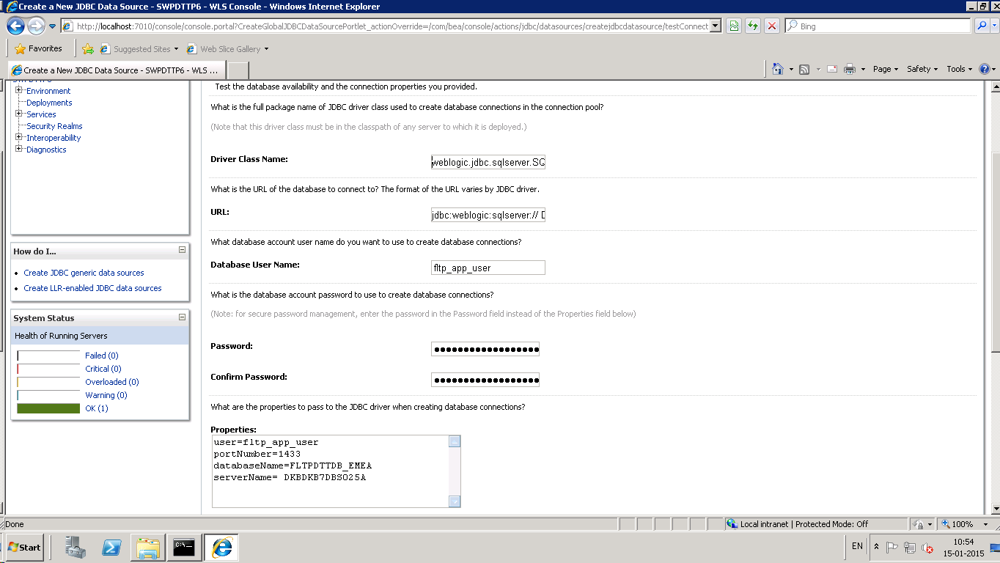 Create a New JDBC Data Source - SWPDTTP6 - WLS Console - Windows Internet Explorer
http://localhost:7010/console/console.portal?CreateGlobalJDBCDataSourcePortlet_actionOverride=/com/bea/console/actions/jdbc/datasources/createjdbcdatasource/testConnect
Bing
Favorites
Suggested Sites
Web Slice Gallery
Create a New JDBC Data Source - SWPDTTP6 - WLS ...
Page
Safety
Tools
SWPDTTP6
Environment
Deployments
Services
Security Realms
Interoperability
Diagnostics
How do I...
Create JDBC generic data sources
Create LLR-enabled JDBC data sources
System Status
Health of Running Servers
Failed (0)
Critical (0)
Overloaded (0)
Warning (0)
OK (1)
Test the database availability and the connection properties you provided.
What is the full package name of JDBC driver class used to create database connections in the connection pool?
(Note that this driver class must be in the classpath of any server to which it is deployed.)
Driver Class Name:
weblogic.jdbc.sqlserver.SQ
What is the URL of the database to connect to? The format of the URL varies by JDBC driver.
URL:
jdbc:weblogic:sqlserver:// D
What database account user name do you want to use to create database connections?
Database User Name:
fltp_app_user
What is the database account password to use to create database connections?
(Note: for secure password management, enter the password in the Password field instead of the Properties field below)
Password:
Confirm Password:
What are the properties to pass to the JDBC driver when creating database connections?
Properties:
user=fltp_app_user
portNumber=1433
databaseName=FLTPDTTDB_EMEA
serverName= DKBDKB7DBSO25A
Done
Local intranet | Protected Mode: Off
100%
Start
C:\
EN
10:54
15-01-2015